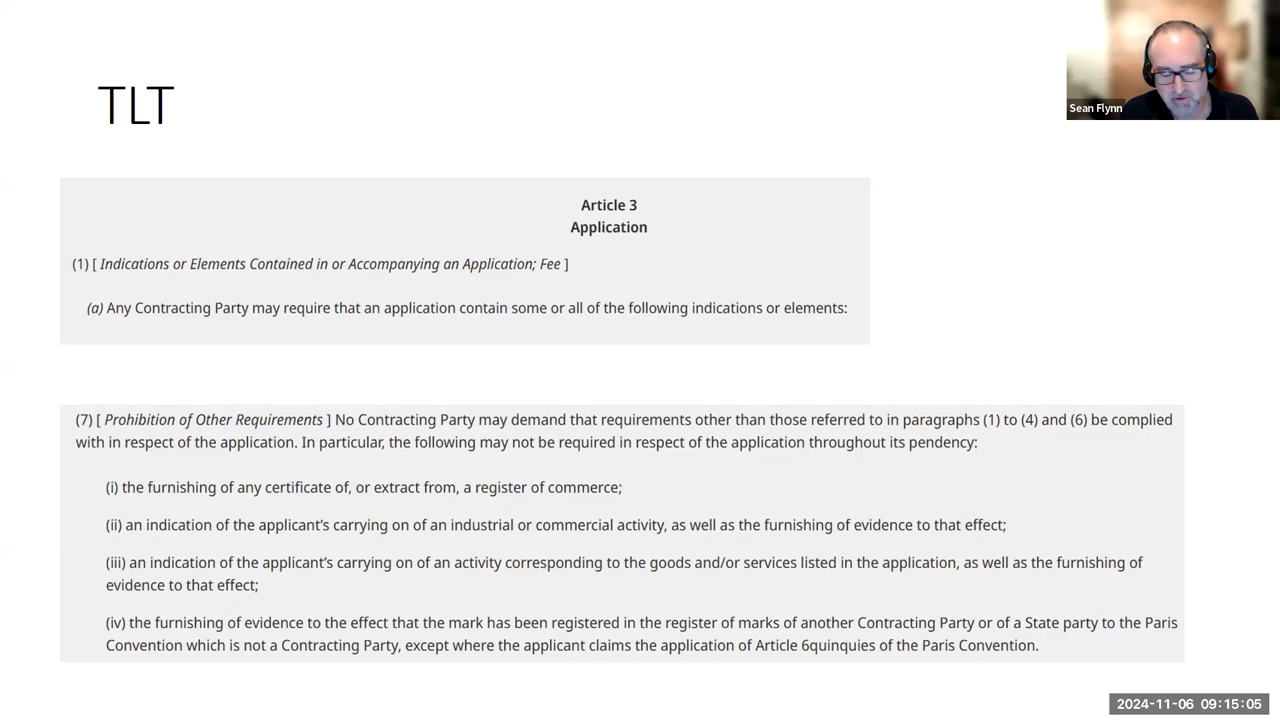 TLT
Sean Flynn
Article 3
Application
(1) [ Indications or Elements Contained in or Accompanying an Application; Fee ]
(a) Any Contracting Party may require that an application contain some or all of the following indications or elements:
(7) [ Prohibition of Other Requirements ] No Contracting Party may demand that requirements other than those referred to in paragraphs (1) to (4) and (6) be complied
with in respect of the application. In particular, the following may not be required in respect of the application throughout its pendency:
(i) the furnishing of any certificate of, or extract from, a register of commerce;
(ii) an indication of the applicant’s carrying on of an industrial or commercial activity, as well as the furnishing of evidence to that effect;
(iii) an indication of the applicant’s carrying on of an activity corresponding to the goods and/or services listed in the application, as well as the furnishing of
evidence to that effect;
(iv) the furnishing of evidence to the effect that the mark has been registered in the register of marks of another Contracting Party or of a State party to the Paris
Convention which is not a Contracting Party, except where the applicant claims the application of Article 6quinquies of the Paris Convention.
2024-11-06 09:15:05